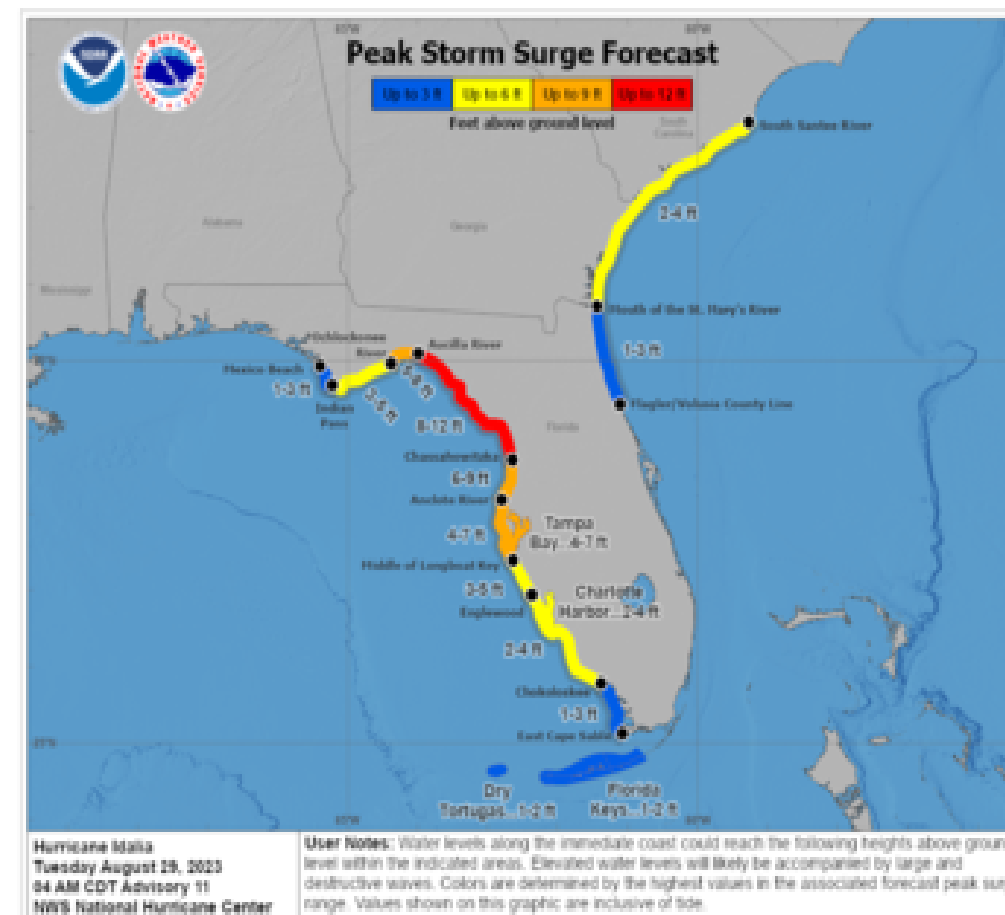 Peak Storm Surge Forecast
Up to 3 ft Up to 6 ft Up to 9 ft Up to 12 ft
Feet above ground level
South Carolina
South Santee River
Alabama
Georgia
2-4 ft
Mississippi
Mouth of the St. Mary's River
Ochlockonee River
Aucilla River
Mexico Beach
1-3 ft
1-3 ft
Indian Pass
3-5 ft
5-8 ft
Flagler/Volusia County Line
8-12 ft
Florida
Chassahowitzka
6-9 ft
Anclote River
4-7 ft
Tampa
Bay...4-7 ft
Middle of Longboat Key
3-5 ft
Charlotte
Harbor...2-4 ft
Englewood
2-4 ft
Chokoloskee
1-3 ft
East Cape Sable
25°N
Dry
Tortugas...1-2 ft
Florida
Keys...1-2 ft
Hurricane Idalia
Tuesday August 29, 2023
04 AM CDT Advisory 11
NWS National Hurricane Center
User Notes: Water levels along the immediate coast could reach the following heights above groun
level within the indicated areas. Elevated water levels will likely be accompanied by large and
destructive waves. Colors are determined by the highest values in the associated forecast peak sur
range. Values shown on this graphic are inclusive of tide.